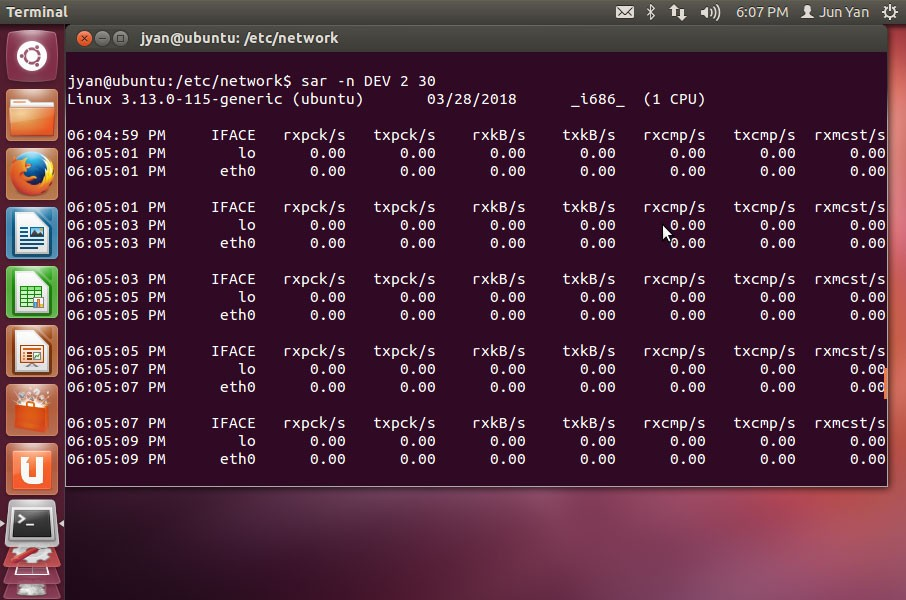 Terminal 6:07 PM Jun Yan
jyan@ubuntu: /etc/network
jyan@ubuntu:/etc/network$ sar -n DEV 2 30
Linux 3.13.0-115-generic (ubuntu) 03/28/2018 _i686_ (1 CPU)
06:04:59 PM IFACE rxpck/s txpck/s rxkB/s txkB/s rxcmp/s txcmp/s rxmcst/s
06:05:01 PM lo 0.00 0.00 0.00 0.00 0.00 0.00 0.00
06:05:01 PM eth0 0.00 0.00 0.00 0.00 0.00 0.00 0.00
06:05:01 PM IFACE rxpck/s txpck/s rxkB/s txkB/s rxcmp/s txcmp/s rxmcst/s
06:05:03 PM lo 0.00 0.00 0.00 0.00 0.00 0.00 0.00
06:05:03 PM eth0 0.00 0.00 0.00 0.00 0.00 0.00 0.00
06:05:03 PM IFACE rxpck/s txpck/s rxkB/s txkB/s rxcmp/s txcmp/s rxmcst/s
06:05:05 PM lo 0.00 0.00 0.00 0.00 0.00 0.00 0.00
06:05:05 PM eth0 0.00 0.00 0.00 0.00 0.00 0.00 0.00
06:05:05 PM IFACE rxpck/s txpck/s rxkB/s txkB/s rxcmp/s txcmp/s rxmcst/s
06:05:07 PM lo 0.00 0.00 0.00 0.00 0.00 0.00 0.00
06:05:07 PM eth0 0.00 0.00 0.00 0.00 0.00 0.00 0.00
06:05:07 PM IFACE rxpck/s txpck/s rxkB/s txkB/s rxcmp/s txcmp/s rxmcst/s
06:05:09 PM lo 0.00 0.00 0.00 0.00 0.00 0.00 0.00
06:05:09 PM eth0 0.00 0.00 0.00 0.00 0.00 0.00 0.00